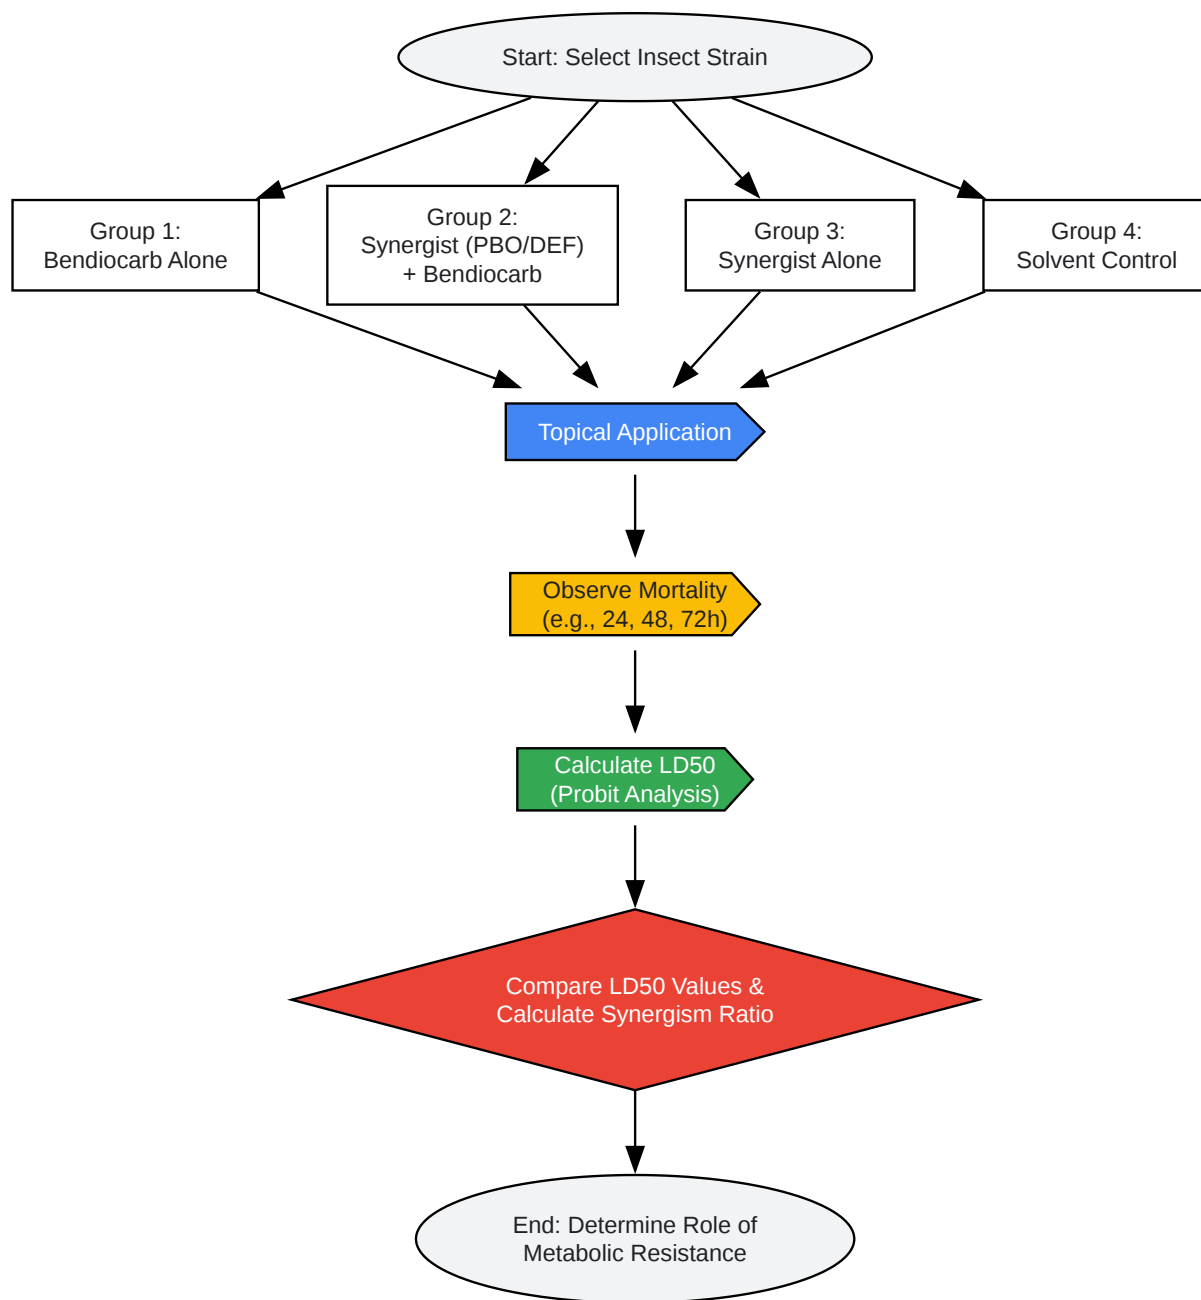 Start: Select Insect Strain
Group 1:
Bendiocarb Alone
Group 2:
Synergist (PBO/DEF)
+ Bendiocarb
Group 3:
Synergist Alone
Group 4:
Solvent Control
Topical Application
Observe Mortality
(e.g., 24, 48, 72h)
Calculate LD50
(Probit Analysis)
Compare LD50 Values &
Calculate Synergism Ratio
End: Determine Role of
Metabolic Resistance